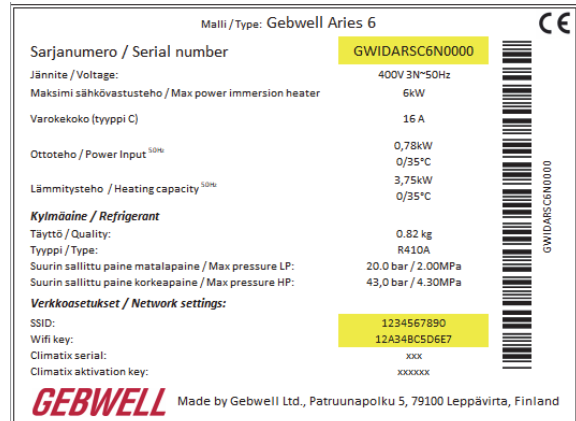 Malli / Type: Gebwell Aries 6
CE
Sarjanumero / Serial number GWIDARSC6N0000
Jännite / Voltage: 400V 3N~50Hz
Maksimi sähkövastusteho / Max power immersion heater 6kW
Varokekoko (tyyppi C) 16 A
Ottoteho / Power Input 50Hz 0,78kW
0/35°C
Lämmitysteho / Heating capacity 50Hz 3,75kW
0/35°C
Kylmäaine / Refrigerant
Täyttö / Quality: 0.82 kg
Tyyppi / Type: R410A
Suurin sallittu paine matalapaine / Max pressure LP: 20.0 bar / 2.00MPa
Suurin sallittu paine korkeapaine / Max pressure HP: 43,0 bar / 4.30MPa
Verkkoasetukset / Network settings:
SSID: 1234567890
Wifi key: 12A34BC5D6E7
Climatix serial: xxx
Climatix aktivation key: xxxxxx
GWIDARSC6N0000
GEBWELL Made by Gebwell Ltd., Patruunapolku 5, 79100 Leppävirta, Finland